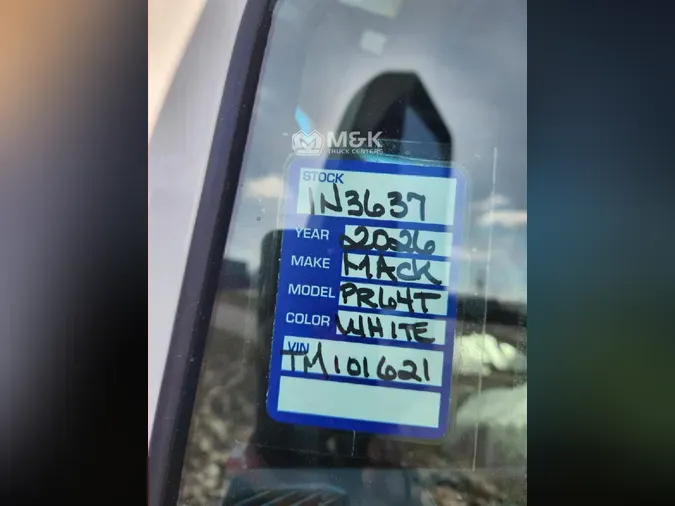 M&K
TRUCK CENTERS
STOCK
1N3637
YEAR 2026
MAKE MACK
MODEL PR64T
COLOR WHITE
VIN
TM101621